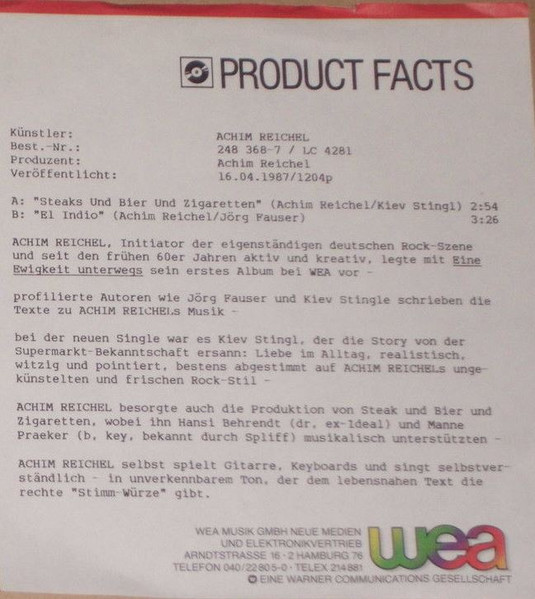 PRODUCT FACTS
Künstler: ACHIM REICHEL
Best.-Nr.: 248 368-7 / LC 4281
Produzent: Achim Reichel
Veröffentlicht: 16.04.1987/1204p
A: "Steaks Und Bier Und Zigaretten" (Achim Reichel/Kiev Stingl) 2:54
B: "El Indio" (Achim Reichel/Jörg Fauser) 3:26
ACHIM REICHEL, Initiator der eigenständigen deutschen Rock-Szene
und seit den frühen 60er Jahren aktiv und kreativ, legte mit Eine
Ewigkeit unterwegs sein erstes Album bei WEA vor -
profilierte Autoren wie Jörg Fauser und Kiev Stingle schrieben die
Texte zu ACHIM REICHELs Musik -
bei der neuen Single war es Kiev Stingl, der die Story von der
Supermarkt-Bekanntschaft ersann: Liebe im Alltag, realistisch,
witzig und pointiert, bestens abgestimmt auf ACHIM REICHELs unge-
künstelten und frischen Rock-Stil -
ACHIM REICHEL besorgte auch die Produktion von Steak und Bier und
Zigaretten, wobei ihn Hansi Behrendt (dr, ex-Ideal) und Manne
Praeker (b, key, bekannt durch Spliff) musikalisch unterstützten -
ACHIM REICHEL selbst spielt Gitarre, Keyboards und singt selbstver-
ständlich - in unverkennbarem Ton, der dem lebensnahen Text die
rechte "Stimm-Würze" gibt.
WEA MUSIK GMBH NEUE MEDIEN
UND ELEKTRONIKVERTRIEB
ARNDTSTRASSE 16 · 2 HAMBURG 76
TELEFON 040/22 80 5-0 · TELEX 214 881
EINE WARNER COMMUNICATIONS GESELLSCHAFT
wea